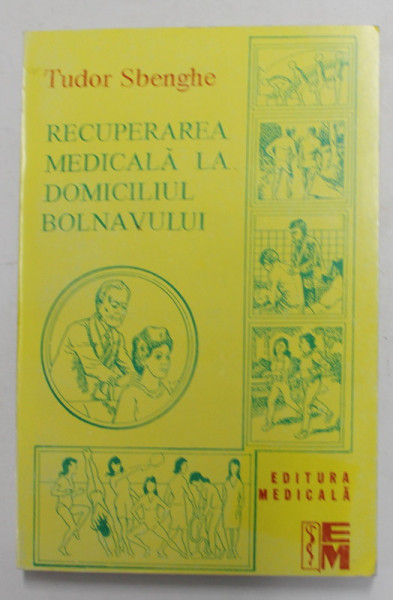 Tudor Sbenghe
RECUPERAREA
MEDICALĂ LA
DOMICILIUL
BOLNAVULUI
EDITURA
MEDICALĂ
EM